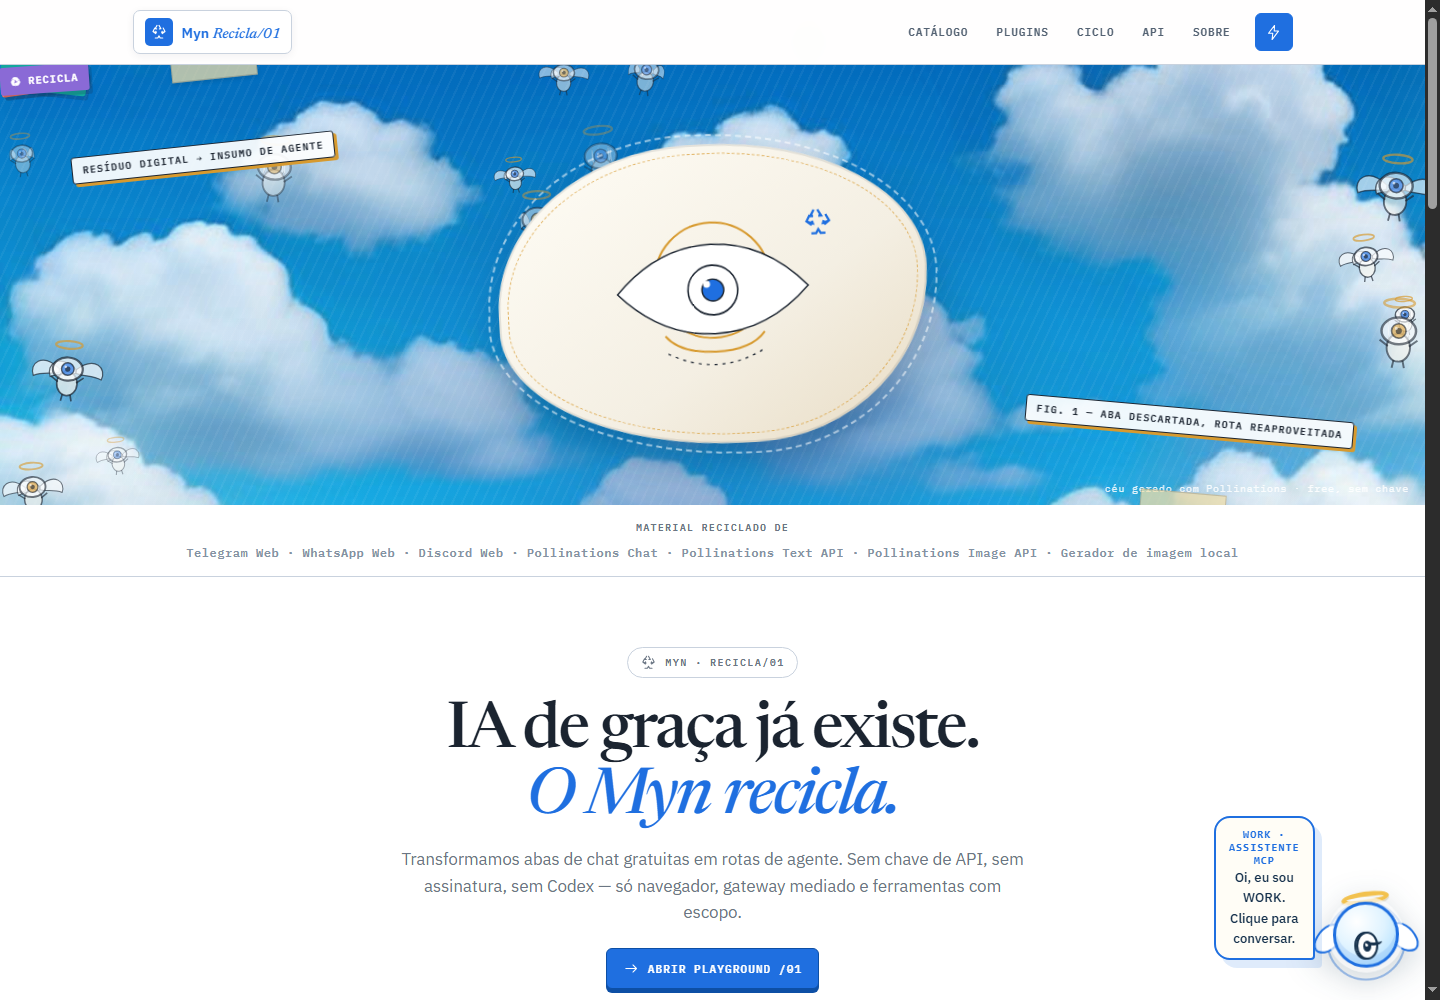 Myn Recicla/01
CATÁLOGO PLUGINS CICLO API SOBRE
RECICLA
RESÍDUO DIGITAL → INSUMO DE AGENTE
FIG. 1 — ABA DESCARTADA, ROTA REAPROVEITADA
céu gerado com Pollinations · free, sem chave
MATERIAL RECICLADO DE
Telegram Web · WhatsApp Web · Discord Web · Pollinations Chat · Pollinations Text API · Pollinations Image API · Gerador de imagem local
MYN · RECICLA/01
IA de graça já existe.
O Myn recicla.
Transformamos abas de chat gratuitas em rotas de agente. Sem chave de API, sem
assinatura, sem Codex — só navegador, gateway mediado e ferramentas com
escopo.
→ ABRIR PLAYGROUND /01
WORK ·
ASSISTENTE
MCP
Oi, eu sou
WORK.
Clique para
conversar.